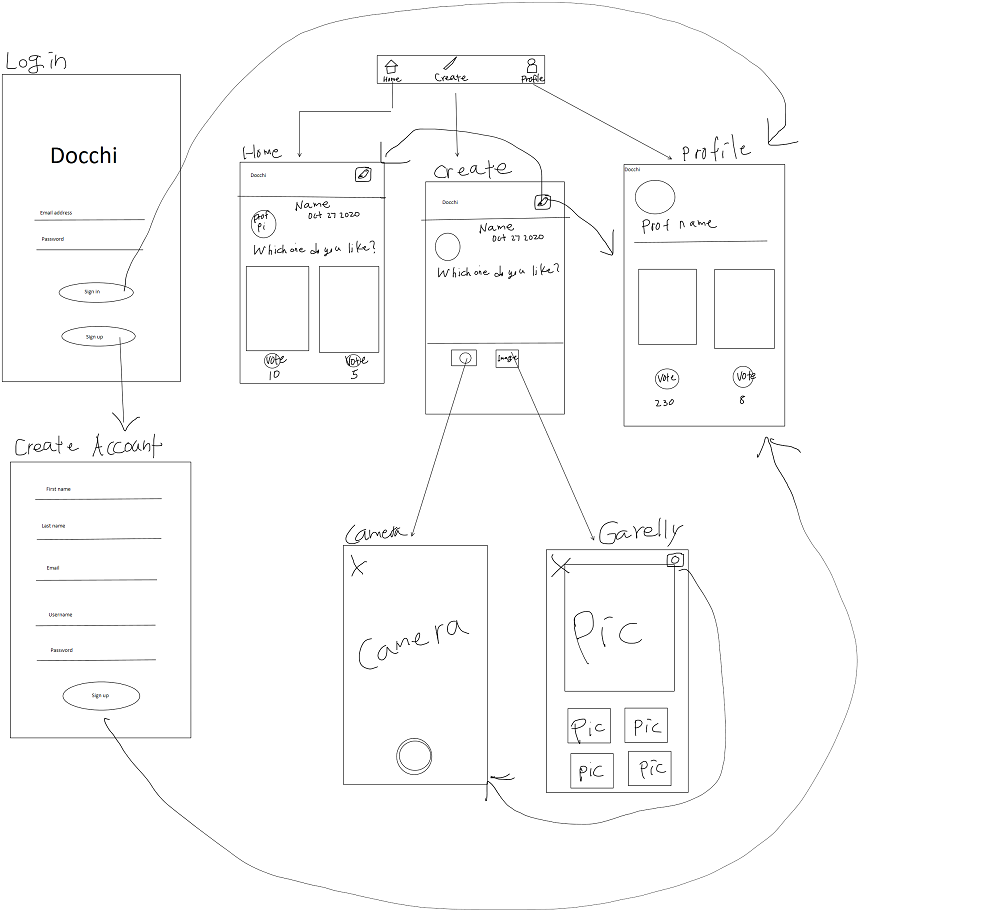 Login
Docchi
Email address
Password
Sign in
Sign up
Create Account
First name
Last name
Email
Username
Password
Sign up
Home
Create
Profile
Home
Docchi
Name
Oct 27 2020
Prof
Pi
Which one do you like?
Vote
Vote
10
5
Create
Docchi
Name
Oct 27 2020
Which one do you like?
Image
Profile
Docchi
Prof name
Vote
Vote
230
8
Camera
X
Camera
Garelly
X
Pic
Pic
Pic
Pic
Pic